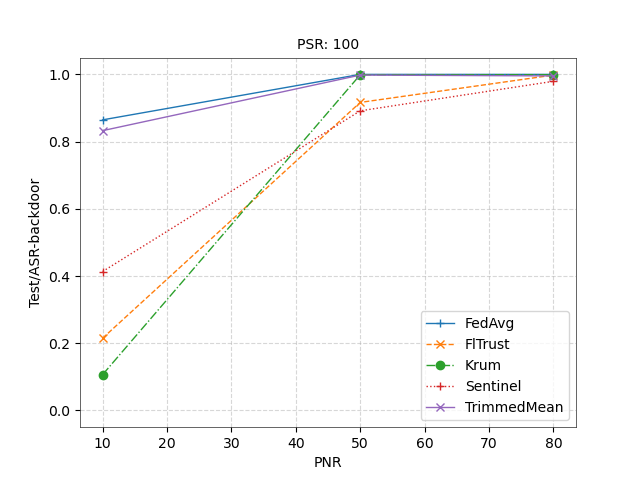 PSR: 100
Test/ASR-backdoor
1.0
0.8
0.6
0.4
0.2
0.0
FedAvg
FlTrust
Krum
Sentinel
TrimmedMean
10 20 30 40 50 60 70 80
PNR